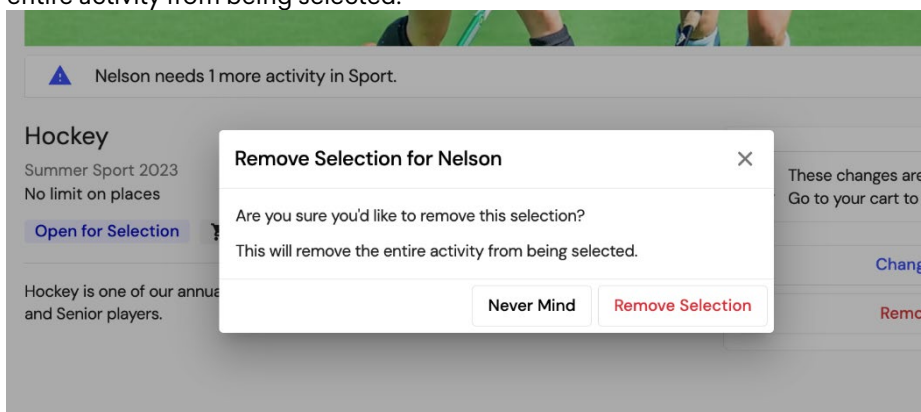 entire activity from being selected.
Nelson needs 1 more activity in Sport.
Hockey
Summer Sport 2023
No limit on places
Open for Selection
Hockey is one of our annua
and Senior players.
Remove Selection for Nelson
Are you sure you'd like to remove this selection?
This will remove the entire activity from being selected.
Never Mind
Remove Selection
These changes are
Go to your cart to
Chang
Remo